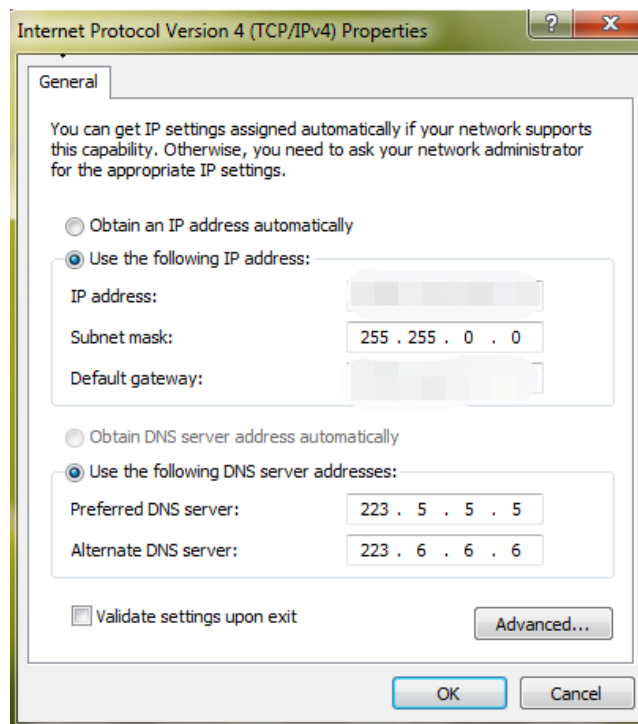 Internet Protocol Version 4 (TCP/IPv4) Properties
General
You can get IP settings assigned automatically if your network supports
this capability. Otherwise, you need to ask your network administrator
for the appropriate IP settings.
Obtain an IP address automatically
Use the following IP address:
IP address:
Subnet mask: 255 . 255 . 0 . 0
Default gateway:
Obtain DNS server address automatically
Use the following DNS server addresses:
Preferred DNS server: 223 . 5 . 5 . 5
Alternate DNS server: 223 . 6 . 6 . 6
Validate settings upon exit
Advanced...
OK Cancel